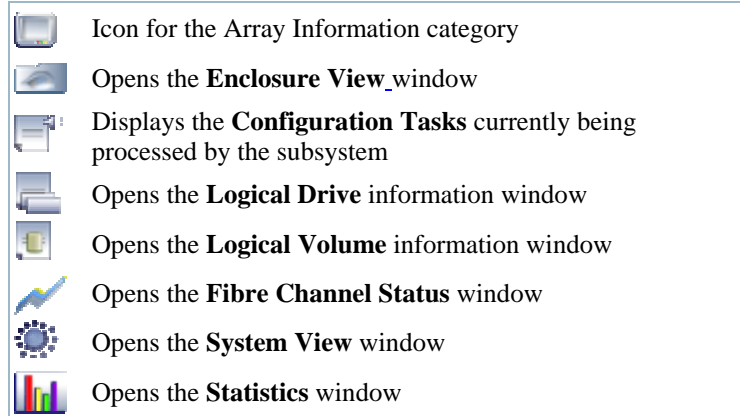 Icon for the Array Information category
Opens the Enclosure View window
Displays the Configuration Tasks currently being
processed by the subsystem
Opens the Logical Drive information window
Opens the Logical Volume information window
Opens the Fibre Channel Status window
Opens the System View window
Opens the Statistics window